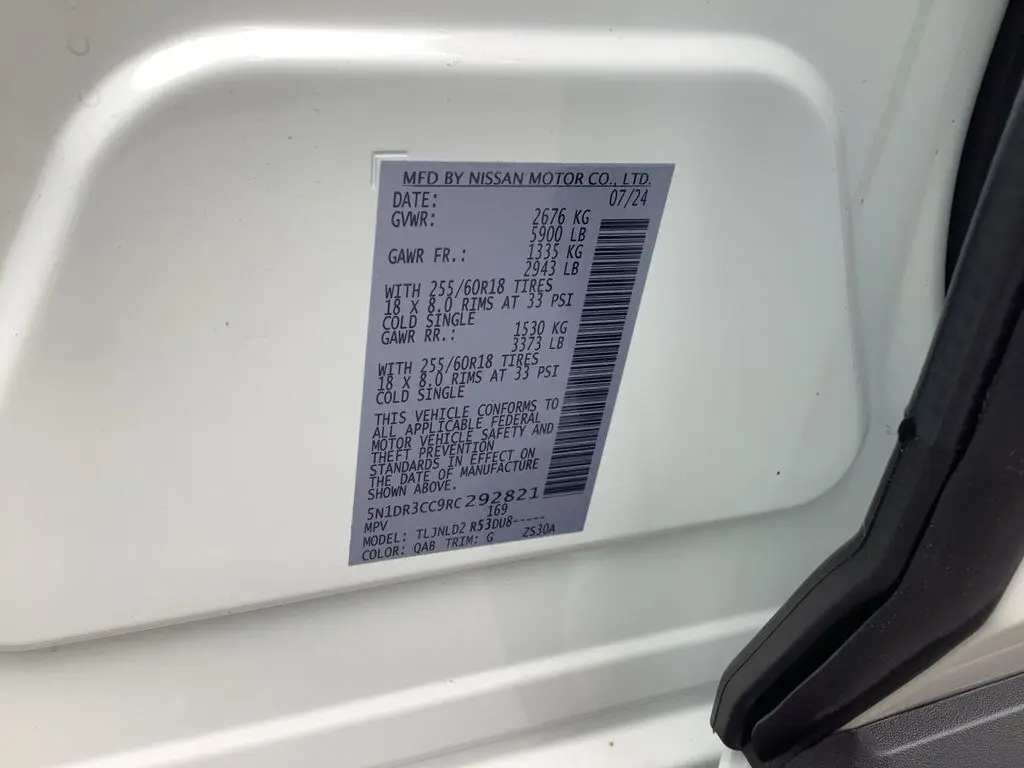 MFD BY NISSAN MOTOR CO., LTD.
DATE: 07/24
GVWR: 2676 KG
5900 LB
GAWR FR.: 1335 KG
2943 LB
WITH 255/60R18 TIRES
18 X 8.0 RIMS AT 33 PSI
COLD SINGLE
GAWR RR.: 1530 KG
3373 LB
WITH 255/60R18 TIRES
18 X 8.0 RIMS AT 33 PSI
COLD SINGLE
THIS VEHICLE CONFORMS TO
ALL APPLICABLE FEDERAL
MOTOR VEHICLE SAFETY AND
THEFT PREVENTION
STANDARDS IN EFFECT ON
THE DATE OF MANUFACTURE
SHOWN ABOVE.
5N1DR3CC9RC292821
MPV 169
MODEL: TLJNLD2 R53DU8-----
COLOR: QAB TRIM: G ZS30A